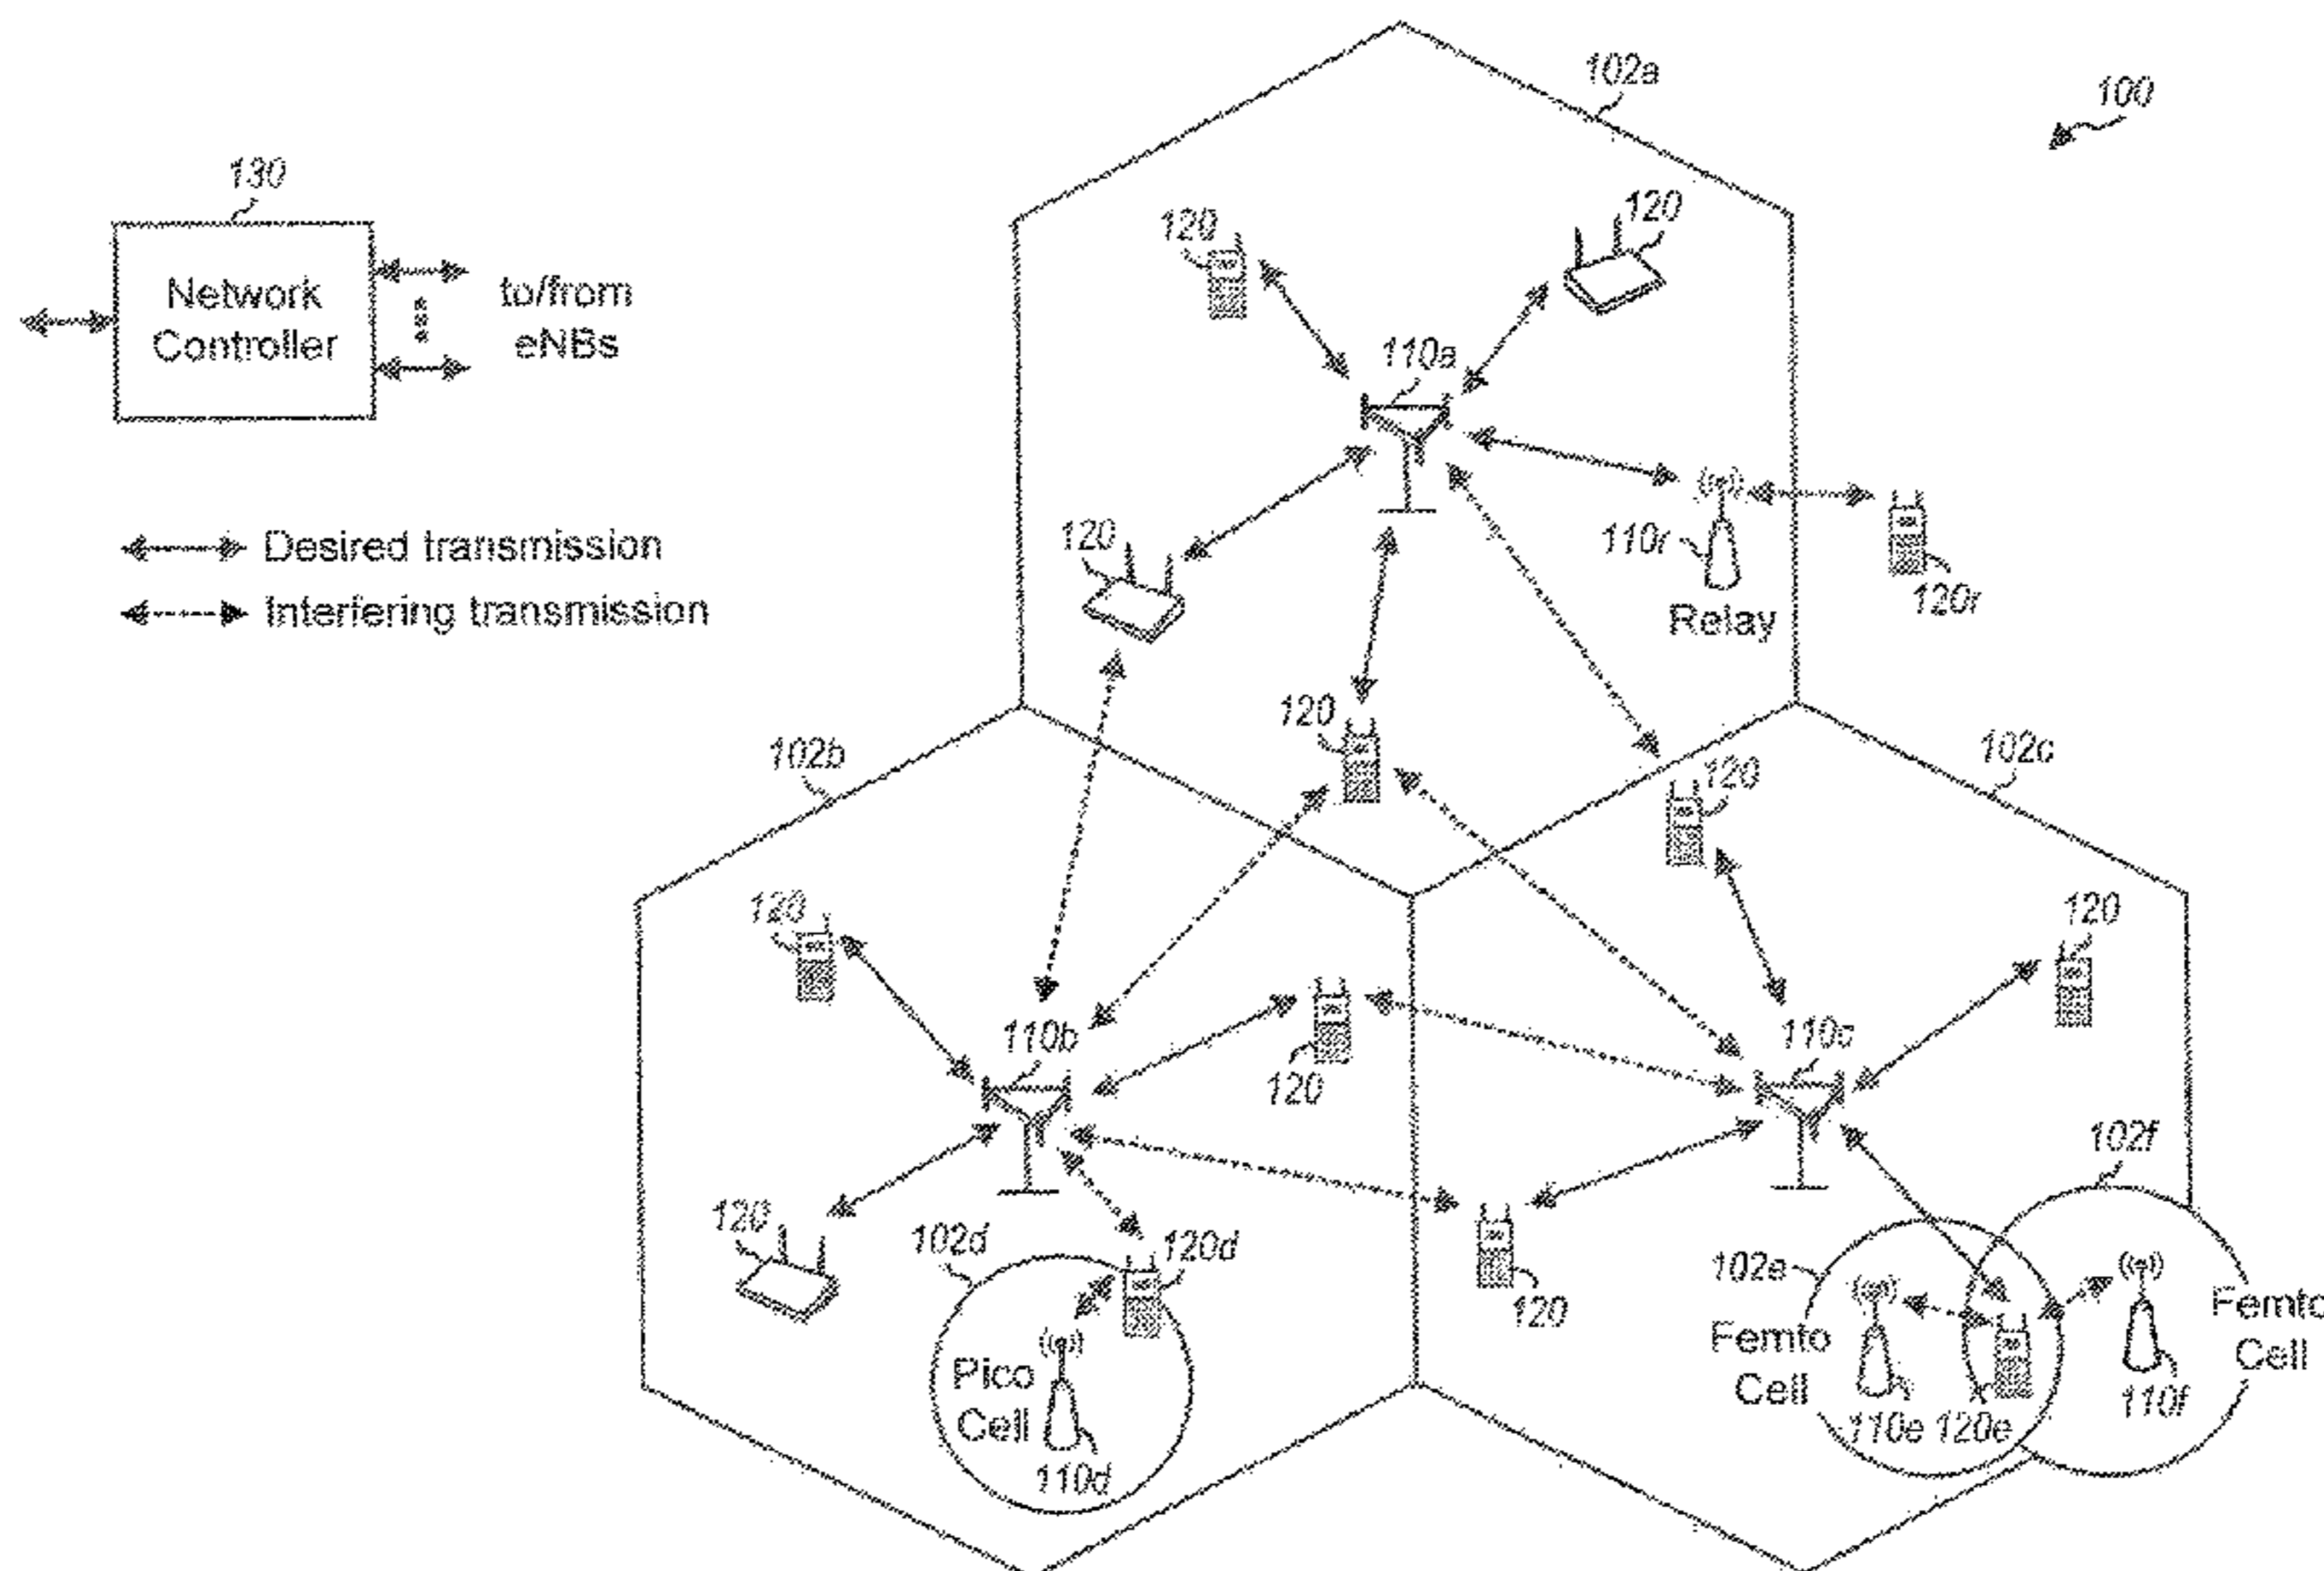 102a
100
130
120
120
Network
Controller
to/from
eNBs
110a
Desired transmission
120
110r
Interfering transmission
120r
Relay
120
102b
102c
120
120
120
110b
110c
120
102f
120
102d
120d
102e
120
Femto
Cell
Femto
Cell
Pico
Cell
110f
110e
120e
110d